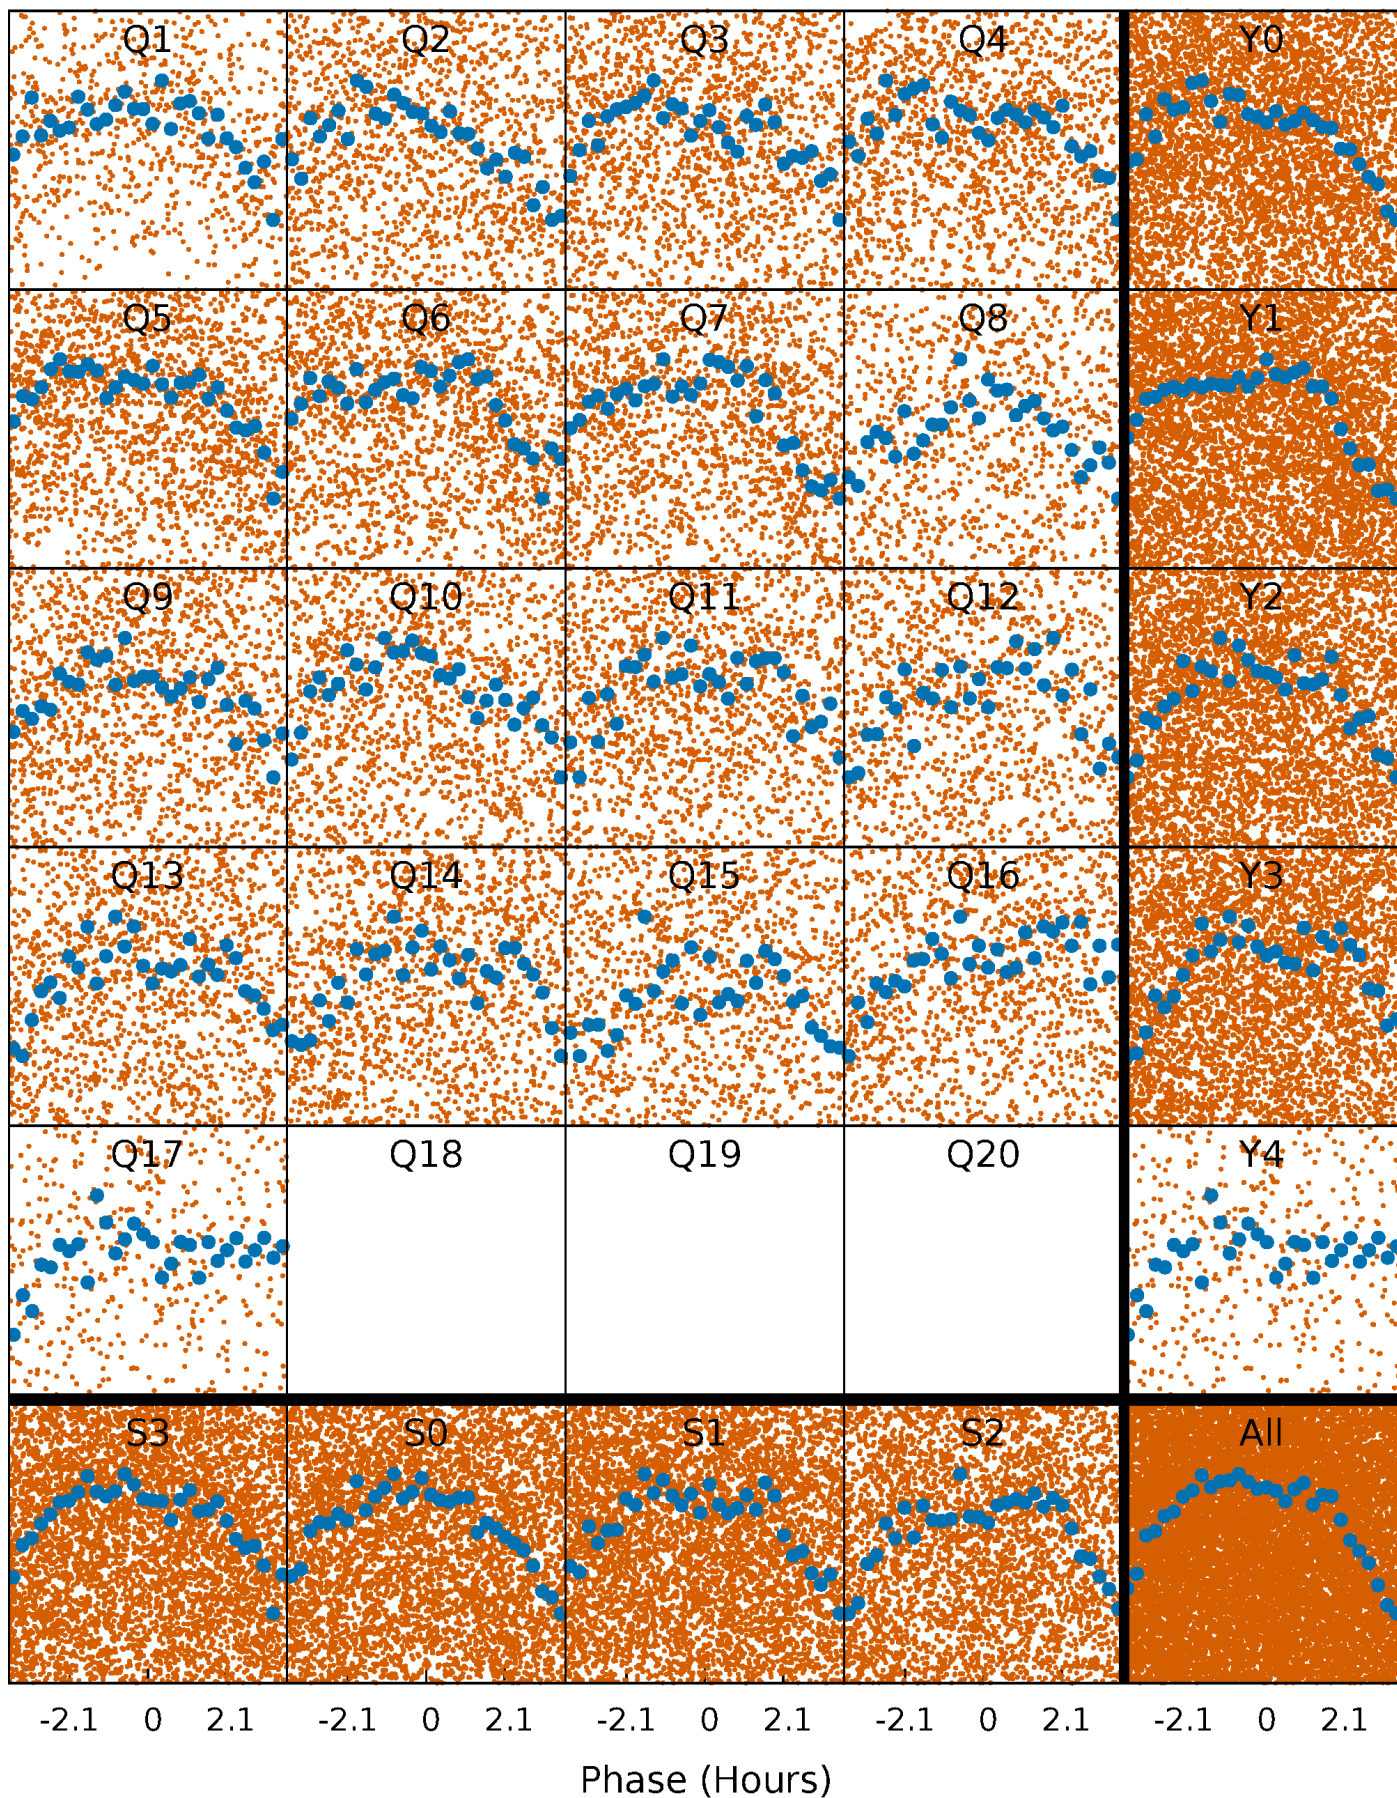 Q1 Q2 Q3 Q4 Y0
Q5 Q6 Q7 Q8 Y1
Q9 Q10 Q11 Q12 Y2
Q13 Q14 Q15 Q16 Y3
Q17 Q18 Q19 Q20 Y4
S3 S0 S1 S2 All
-2.1 0 2.1 -2.1 0 2.1 -2.1 0 2.1 -2.1 0 2.1 -2.1 0 2.1
Phase (Hours)